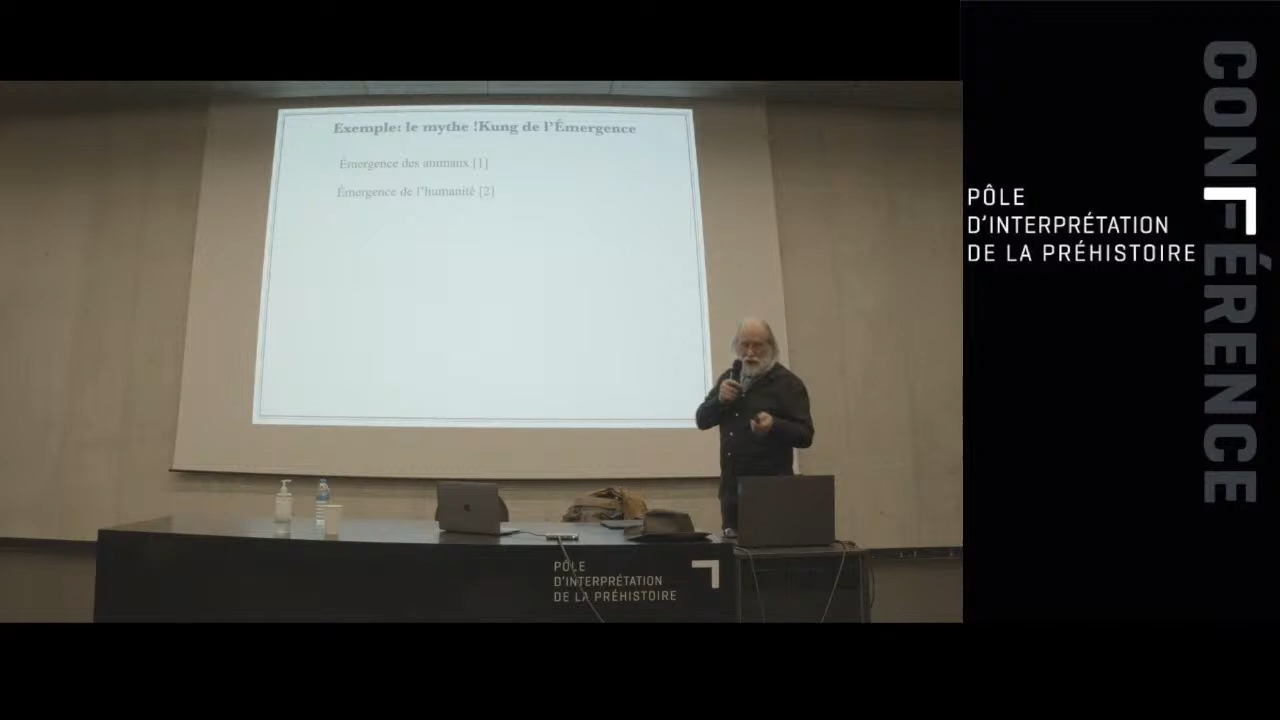 Exemple: le mythe !Kung de l'Émergence
Émergence des animaux [1]
Émergence de l'humanité [2]
PÔLE
D'INTERPRÉTATION
DE LA PRÉHISTOIRE
PÔLE
D'INTERPRÉTATION
DE LA PRÉHISTOIRE
CONFÉRENCE